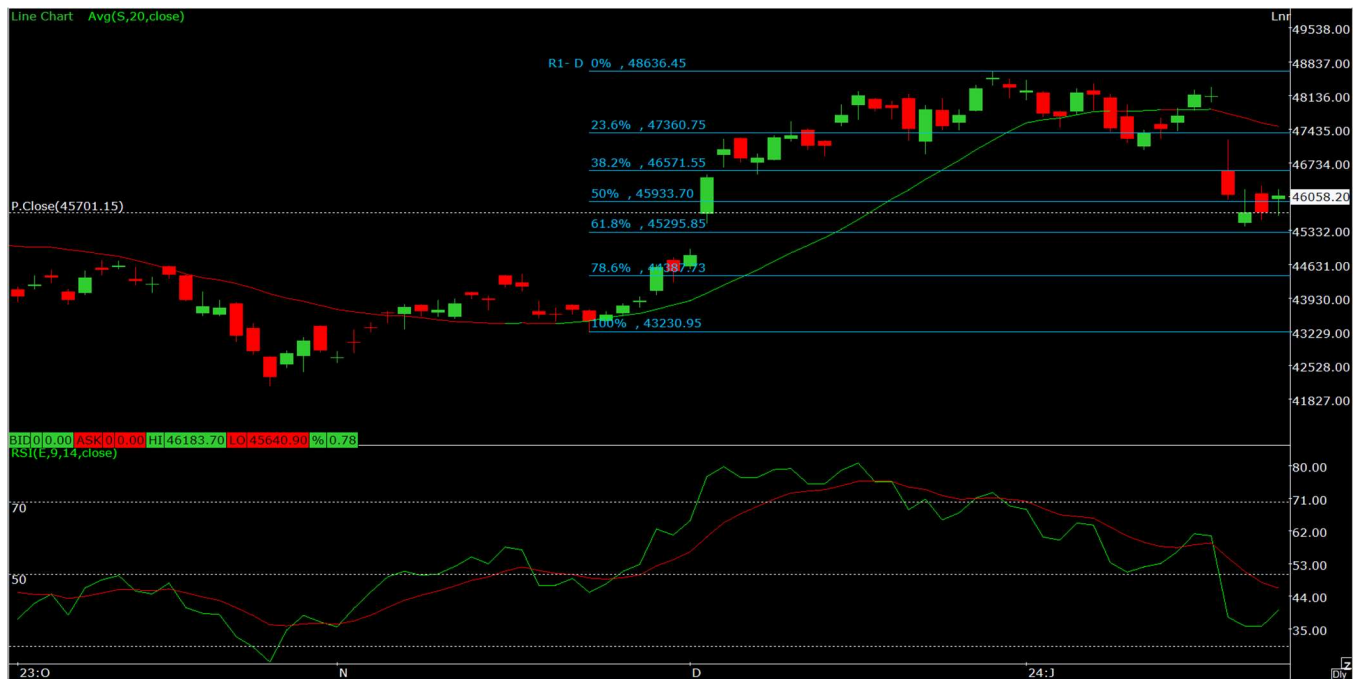 Line Chart Avg(S,20,close)
Lnr
49538.00
R1- D 0% , 48636.45
48837.00
48136.00
23.6% , 47360.75
47435.00
38.2% , 46571.55
46734.00
50% , 45933.70
46058.20
P.Close(45701.15)
61.8% , 45295.85
45332.00
78.6% , 44387.73
44631.00
43930.00
100% , 43230.95
43229.00
42528.00
41827.00
BID 0 0.00 ASK 0 0.00 HI 46183.70 LO 45640.90 % 0.78
RSI(E,9,14,close)
80.00
70
71.00
62.00
50
53.00
44.00
35.00
23:O N D 24:J
Z
Dly